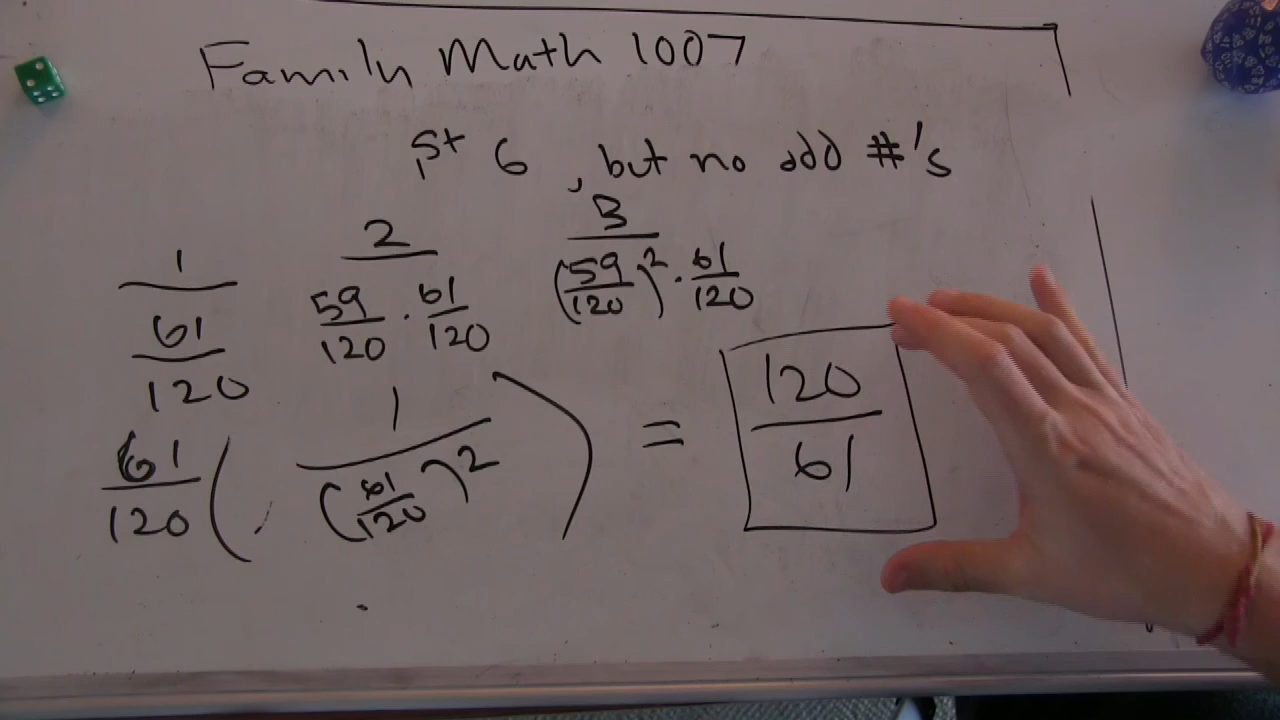 Family Math 1007
1st 6, but no odd #'s
1 2 3
61/120 59/120 · 61/120 (59/120)² · 61/120
61/120 ( 1/(61/120)² ) = 120/61